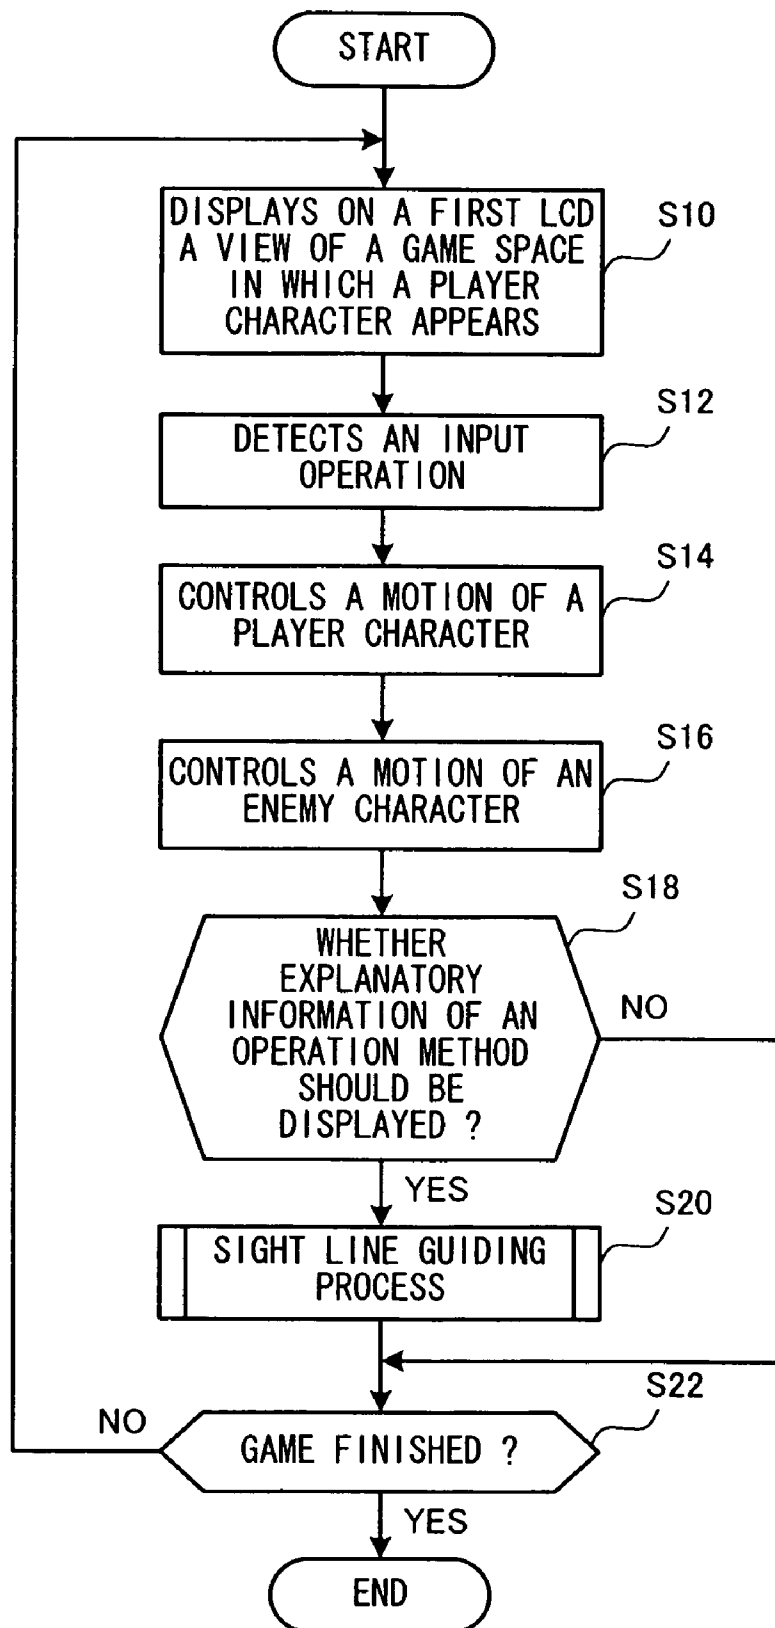 START
DISPLAYS ON A FIRST LCD
A VIEW OF A GAME SPACE
IN WHICH A PLAYER
CHARACTER APPEARS
S10
DETECTS AN INPUT
OPERATION
S12
CONTROLS A MOTION OF A
PLAYER CHARACTER
S14
CONTROLS A MOTION OF AN
ENEMY CHARACTER
S16
WHETHER
EXPLANATORY
INFORMATION OF AN
OPERATION METHOD
SHOULD BE
DISPLAYED ?
S18
NO
YES
SIGHT LINE GUIDING
PROCESS
S20
GAME FINISHED ?
S22
NO
YES
END